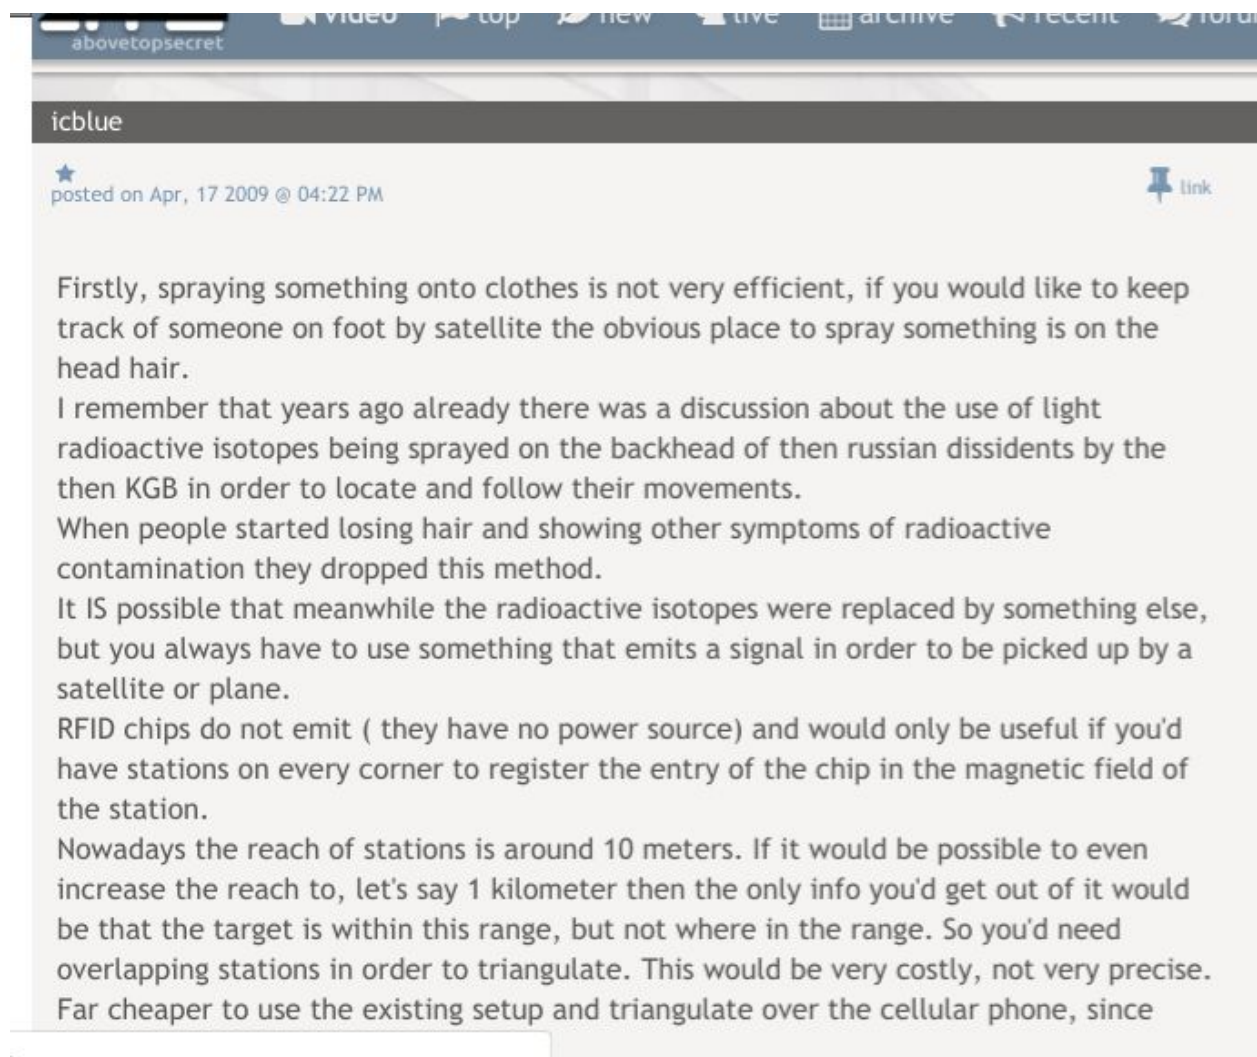 video top new live archive recent
abovetopsecret
icblue
posted on Apr, 17 2009 @ 04:22 PM
link
Firstly, spraying something onto clothes is not very efficient, if you would like to keep
track of someone on foot by satellite the obvious place to spray something is on the
head hair.
I remember that years ago already there was a discussion about the use of light
radioactive isotopes being sprayed on the backhead of then russian dissidents by the
then KGB in order to locate and follow their movements.
When people started losing hair and showing other symptoms of radioactive
contamination they dropped this method.
It IS possible that meanwhile the radioactive isotopes were replaced by something else,
but you always have to use something that emits a signal in order to be picked up by a
satellite or plane.
RFID chips do not emit ( they have no power source) and would only be useful if you'd
have stations on every corner to register the entry of the chip in the magnetic field of
the station.
Nowadays the reach of stations is around 10 meters. If it would be possible to even
increase the reach to, let's say 1 kilometer then the only info you'd get out of it would
be that the target is within this range, but not where in the range. So you'd need
overlapping stations in order to triangulate. This would be very costly, not very precise.
Far cheaper to use the existing setup and triangulate over the cellular phone, since